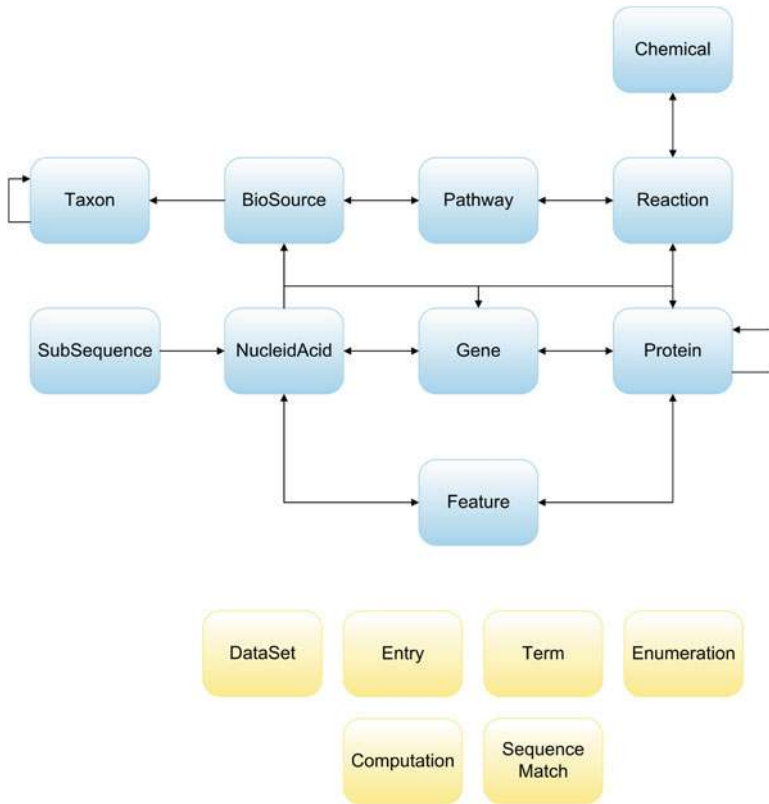 Chemical
Taxon
BioSource
Pathway
Reaction
SubSequence
NucleidAcid
Gene
Protein
Feature
DataSet
Entry
Term
Enumeration
Computation
Sequence
Match